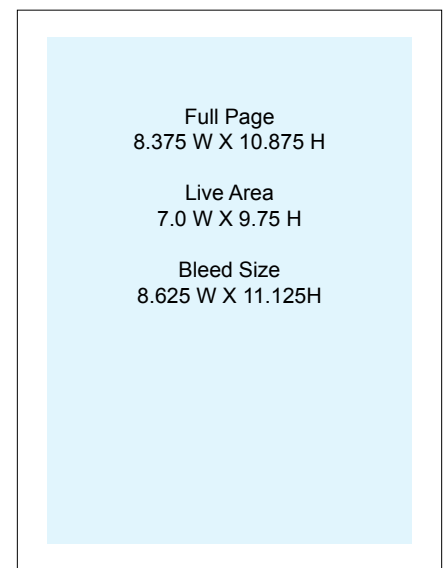 Full Page
8.375 W X 10.875 H
Live Area
7.0 W X 9.75 H
Bleed Size
8.625 W X 11.125H